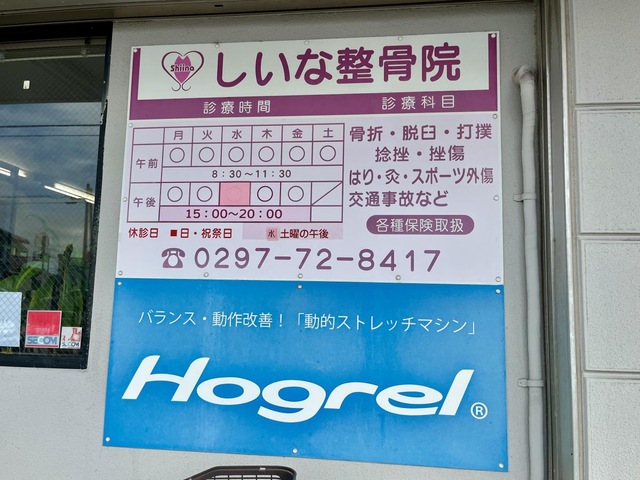 Shiina
しいな整骨院
診療時間
診療科目
月 火 水 木 金 土
午前 ○ ○ ○ ○ ○ ○
8:30〜11:30
午後 ○ ○ ○ ○ ／
15:00〜20:00
休診日 ■日・祝祭日 水 土曜の午後
骨折・脱臼・打撲
捻挫・挫傷
はり・灸・スポーツ外傷
交通事故など
各種保険取扱
☎0297-72-8417
バランス・動作改善！「動的ストレッチマシン」
Hogrel®
SECOM
SECOM